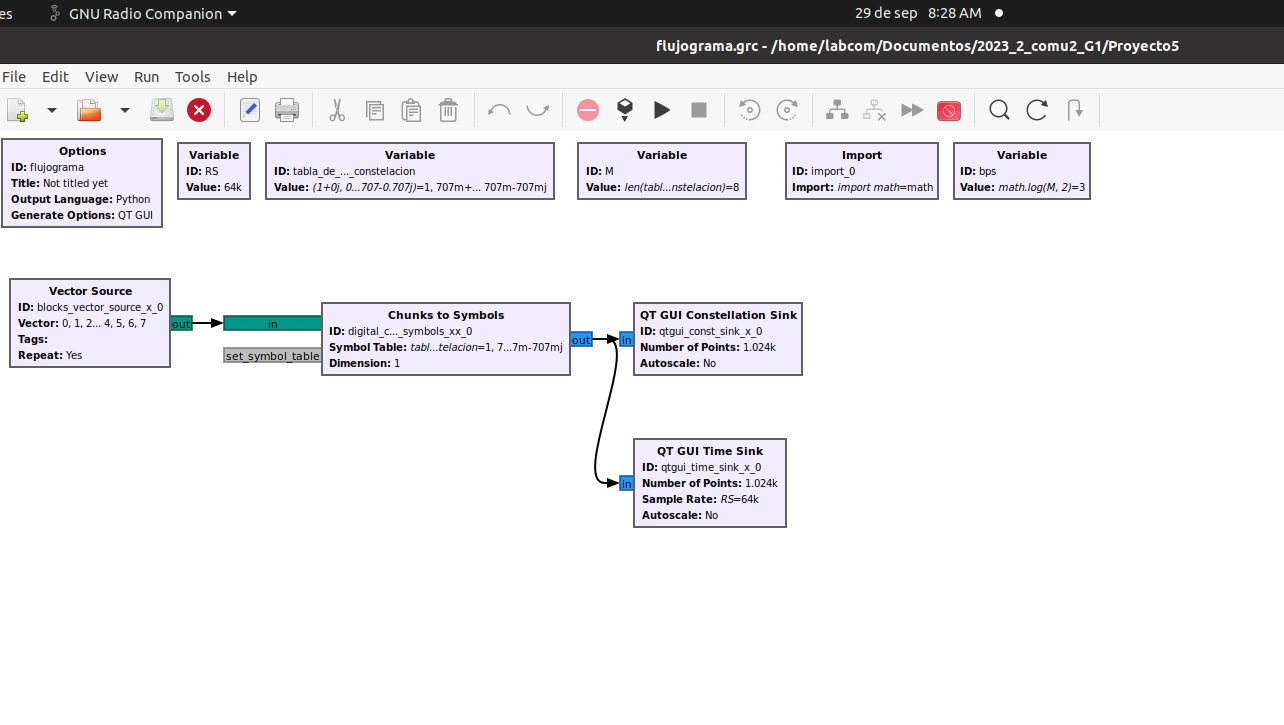 es GNU Radio Companion 29 de sep 8:28 AM
flujograma.grc - /home/labcom/Documentos/2023_2_comu2_G1/Proyecto5
File Edit View Run Tools Help
Options
ID: flujograma
Title: Not titled yet
Output Language: Python
Generate Options: QT GUI
Variable
ID: RS
Value: 64k
Variable
ID: tabla_de_..._constelacion
Value: (1+0j, 0...707-0.707j)=1, 707m+... 707m-707mj
Variable
ID: M
Value: len(tabl...nstelacion)=8
Import
ID: import_0
Import: import math=math
Variable
ID: bps
Value: math.log(M, 2)=3
Vector Source
ID: blocks_vector_source_x_0
Vector: 0, 1, 2... 4, 5, 6, 7
Tags:
Repeat: Yes
out
in
set_symbol_table
Chunks to Symbols
ID: digital_c..._symbols_xx_0
Symbol Table: tabl...telacion=1, 7...7m-707mj
Dimension: 1
out
in
QT GUI Constellation Sink
ID: qtgui_const_sink_x_0
Number of Points: 1.024k
Autoscale: No
in
QT GUI Time Sink
ID: qtgui_time_sink_x_0
Number of Points: 1.024k
Sample Rate: RS=64k
Autoscale: No